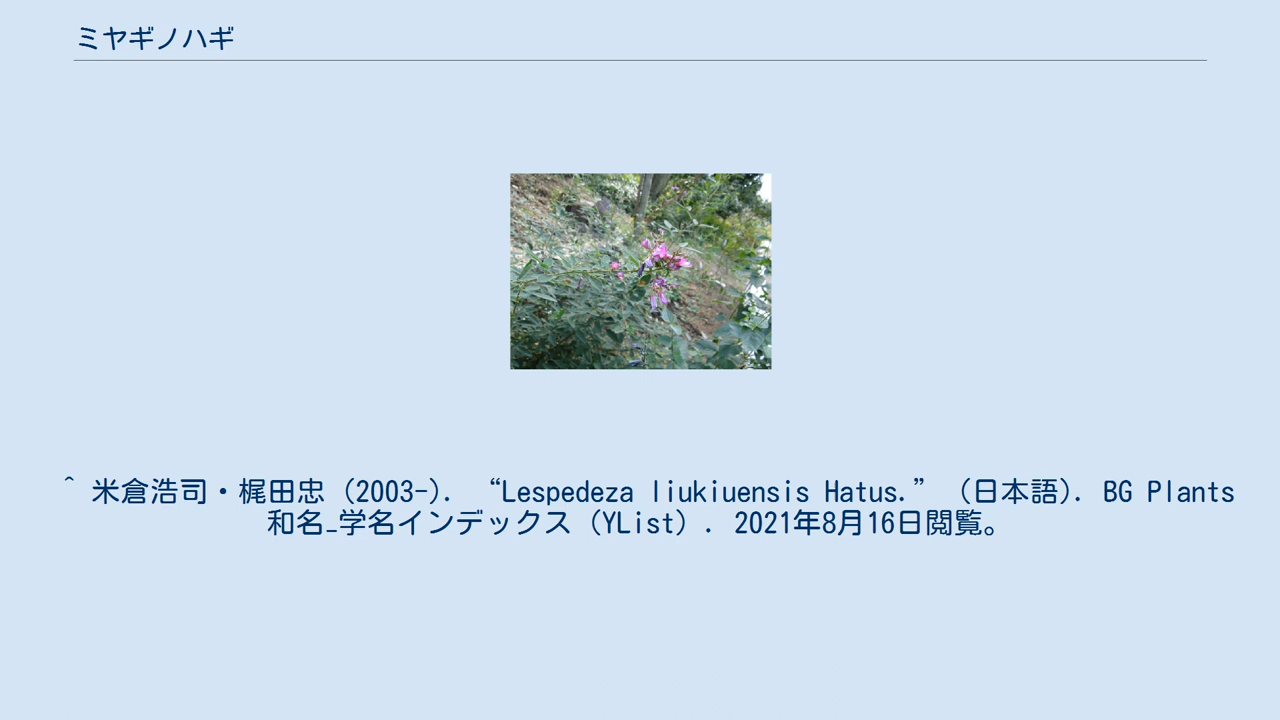 ミヤギノハギ
^ 米倉浩司・梶田忠 (2003-). “Lespedeza liukiuensis Hatus.” (日本語). BG Plants
和名−学名インデックス（YList）. 2021年8月16日閲覧。